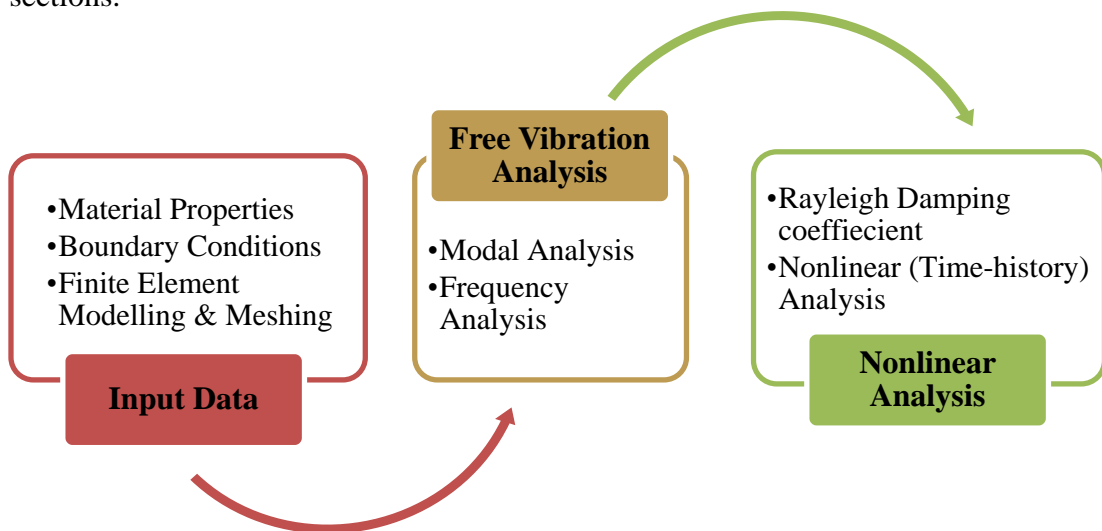 sections.
•Material Properties
•Boundary Conditions
•Finite Element
Modelling & Meshing
Input Data
Free Vibration
Analysis
•Modal Analysis
•Frequency
Analysis
•Rayleigh Damping
coeffiecient
•Nonlinear (Time-history)
Analysis
Nonlinear
Analysis